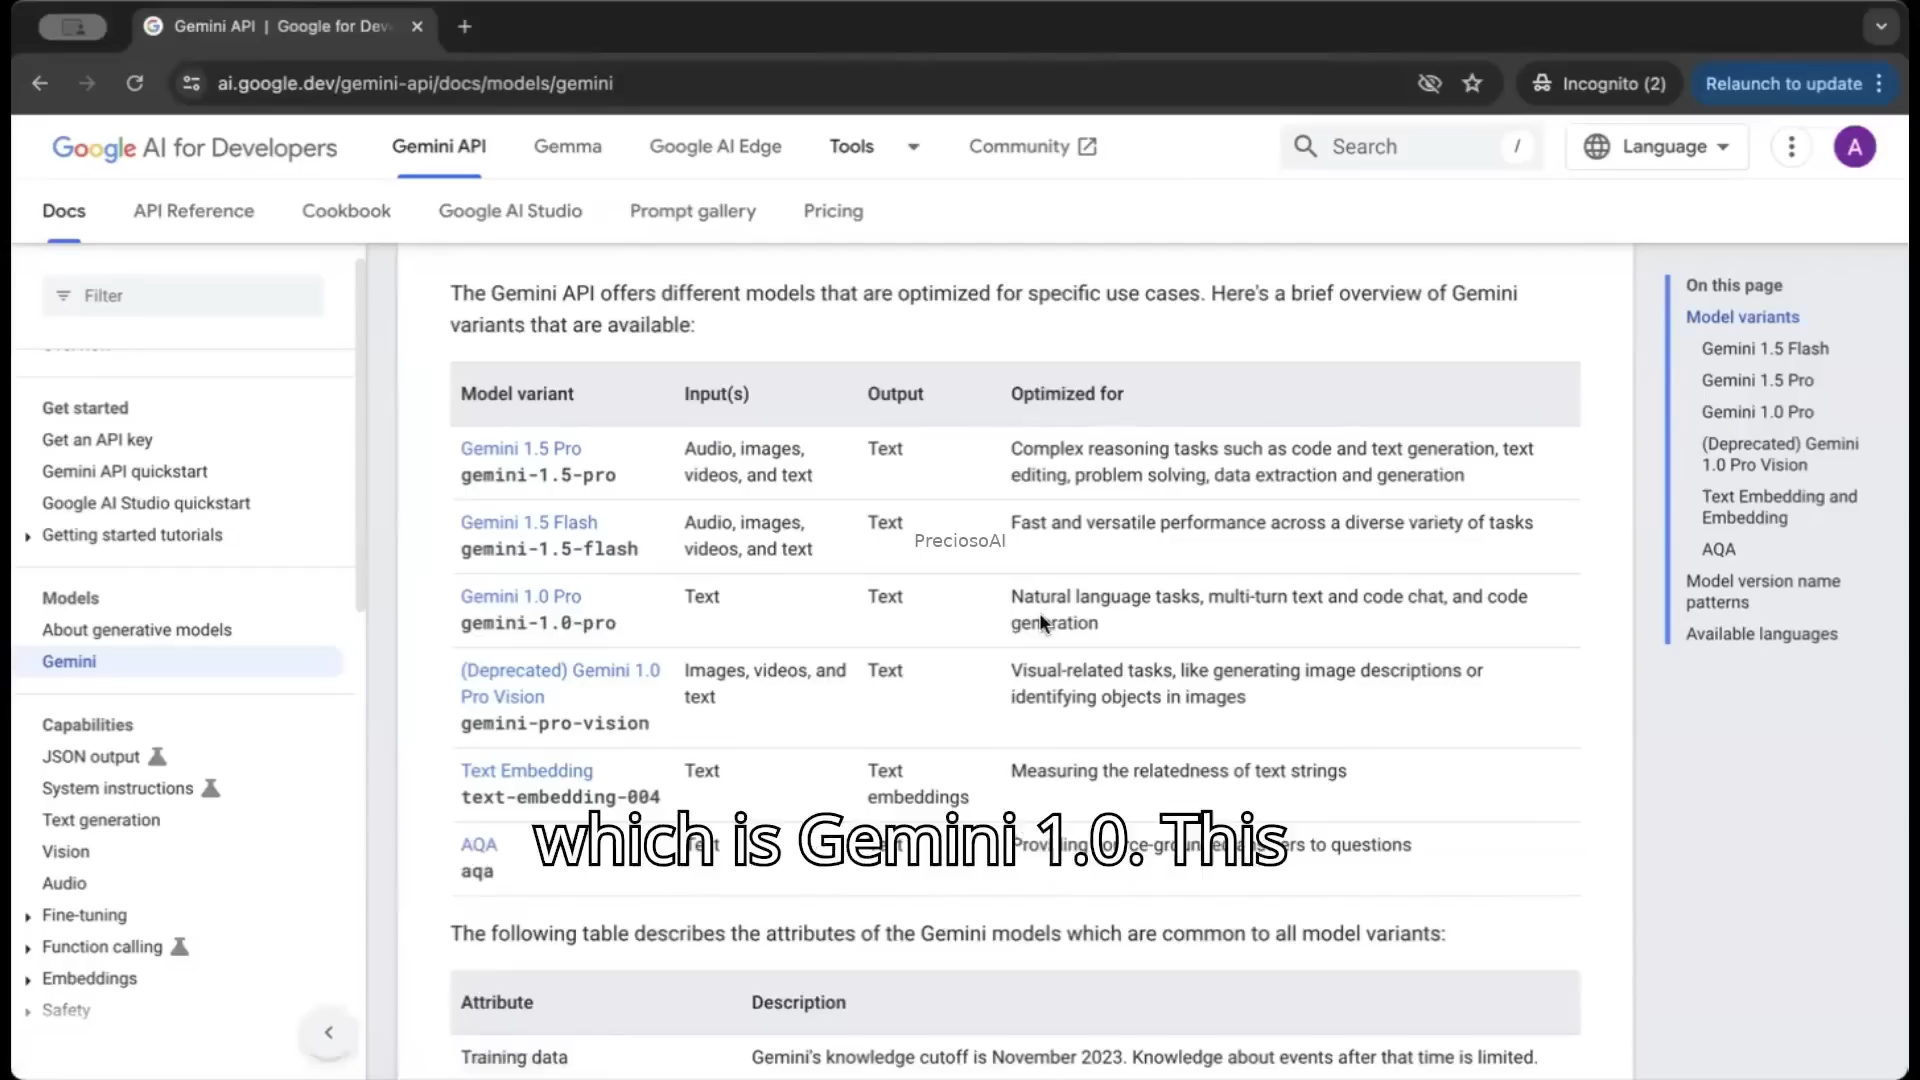 Gemini API | Google for Dev
ai.google.dev/gemini-api/docs/models/gemini
Incognito (2)
Relaunch to update
Google AI for Developers
Gemini API
Gemma
Google AI Edge
Tools
Community
Search
/
Language
A
Docs
API Reference
Cookbook
Google AI Studio
Prompt gallery
Pricing
Filter
Get started
Get an API key
Gemini API quickstart
Google AI Studio quickstart
Getting started tutorials
Models
About generative models
Gemini
Capabilities
JSON output
System instructions
Text generation
Vision
Audio
Fine-tuning
Function calling
Embeddings
Safety
The Gemini API offers different models that are optimized for specific use cases. Here's a brief overview of Gemini
variants that are available:
Model variant Input(s) Output Optimized for
Gemini 1.5 Pro Audio, images, Text Complex reasoning tasks such as code and text generation, text
gemini-1.5-pro videos, and text editing, problem solving, data extraction and generation
Gemini 1.5 Flash Audio, images, Text Fast and versatile performance across a diverse variety of tasks
PreciosoAI
gemini-1.5-flash videos, and text
Gemini 1.0 Pro Text Text Natural language tasks, multi-turn text and code chat, and code
gemini-1.0-pro generation
(Deprecated) Gemini 1.0 Images, videos, and Text Visual-related tasks, like generating image descriptions or
Pro Vision text identifying objects in images
gemini-pro-vision
Text Embedding Text Text Measuring the relatedness of text strings
text-embedding-004 embeddings
which is Gemini 1.0. This
AQA to questions
aqa
The following table describes the attributes of the Gemini models which are common to all model variants:
Attribute Description
Training data Gemini's knowledge cutoff is November 2023. Knowledge about events after that time is limited.
On this page
Model variants
Gemini 1.5 Flash
Gemini 1.5 Pro
Gemini 1.0 Pro
(Deprecated) Gemini
1.0 Pro Vision
Text Embedding and
Embedding
AQA
Model version name
patterns
Available languages